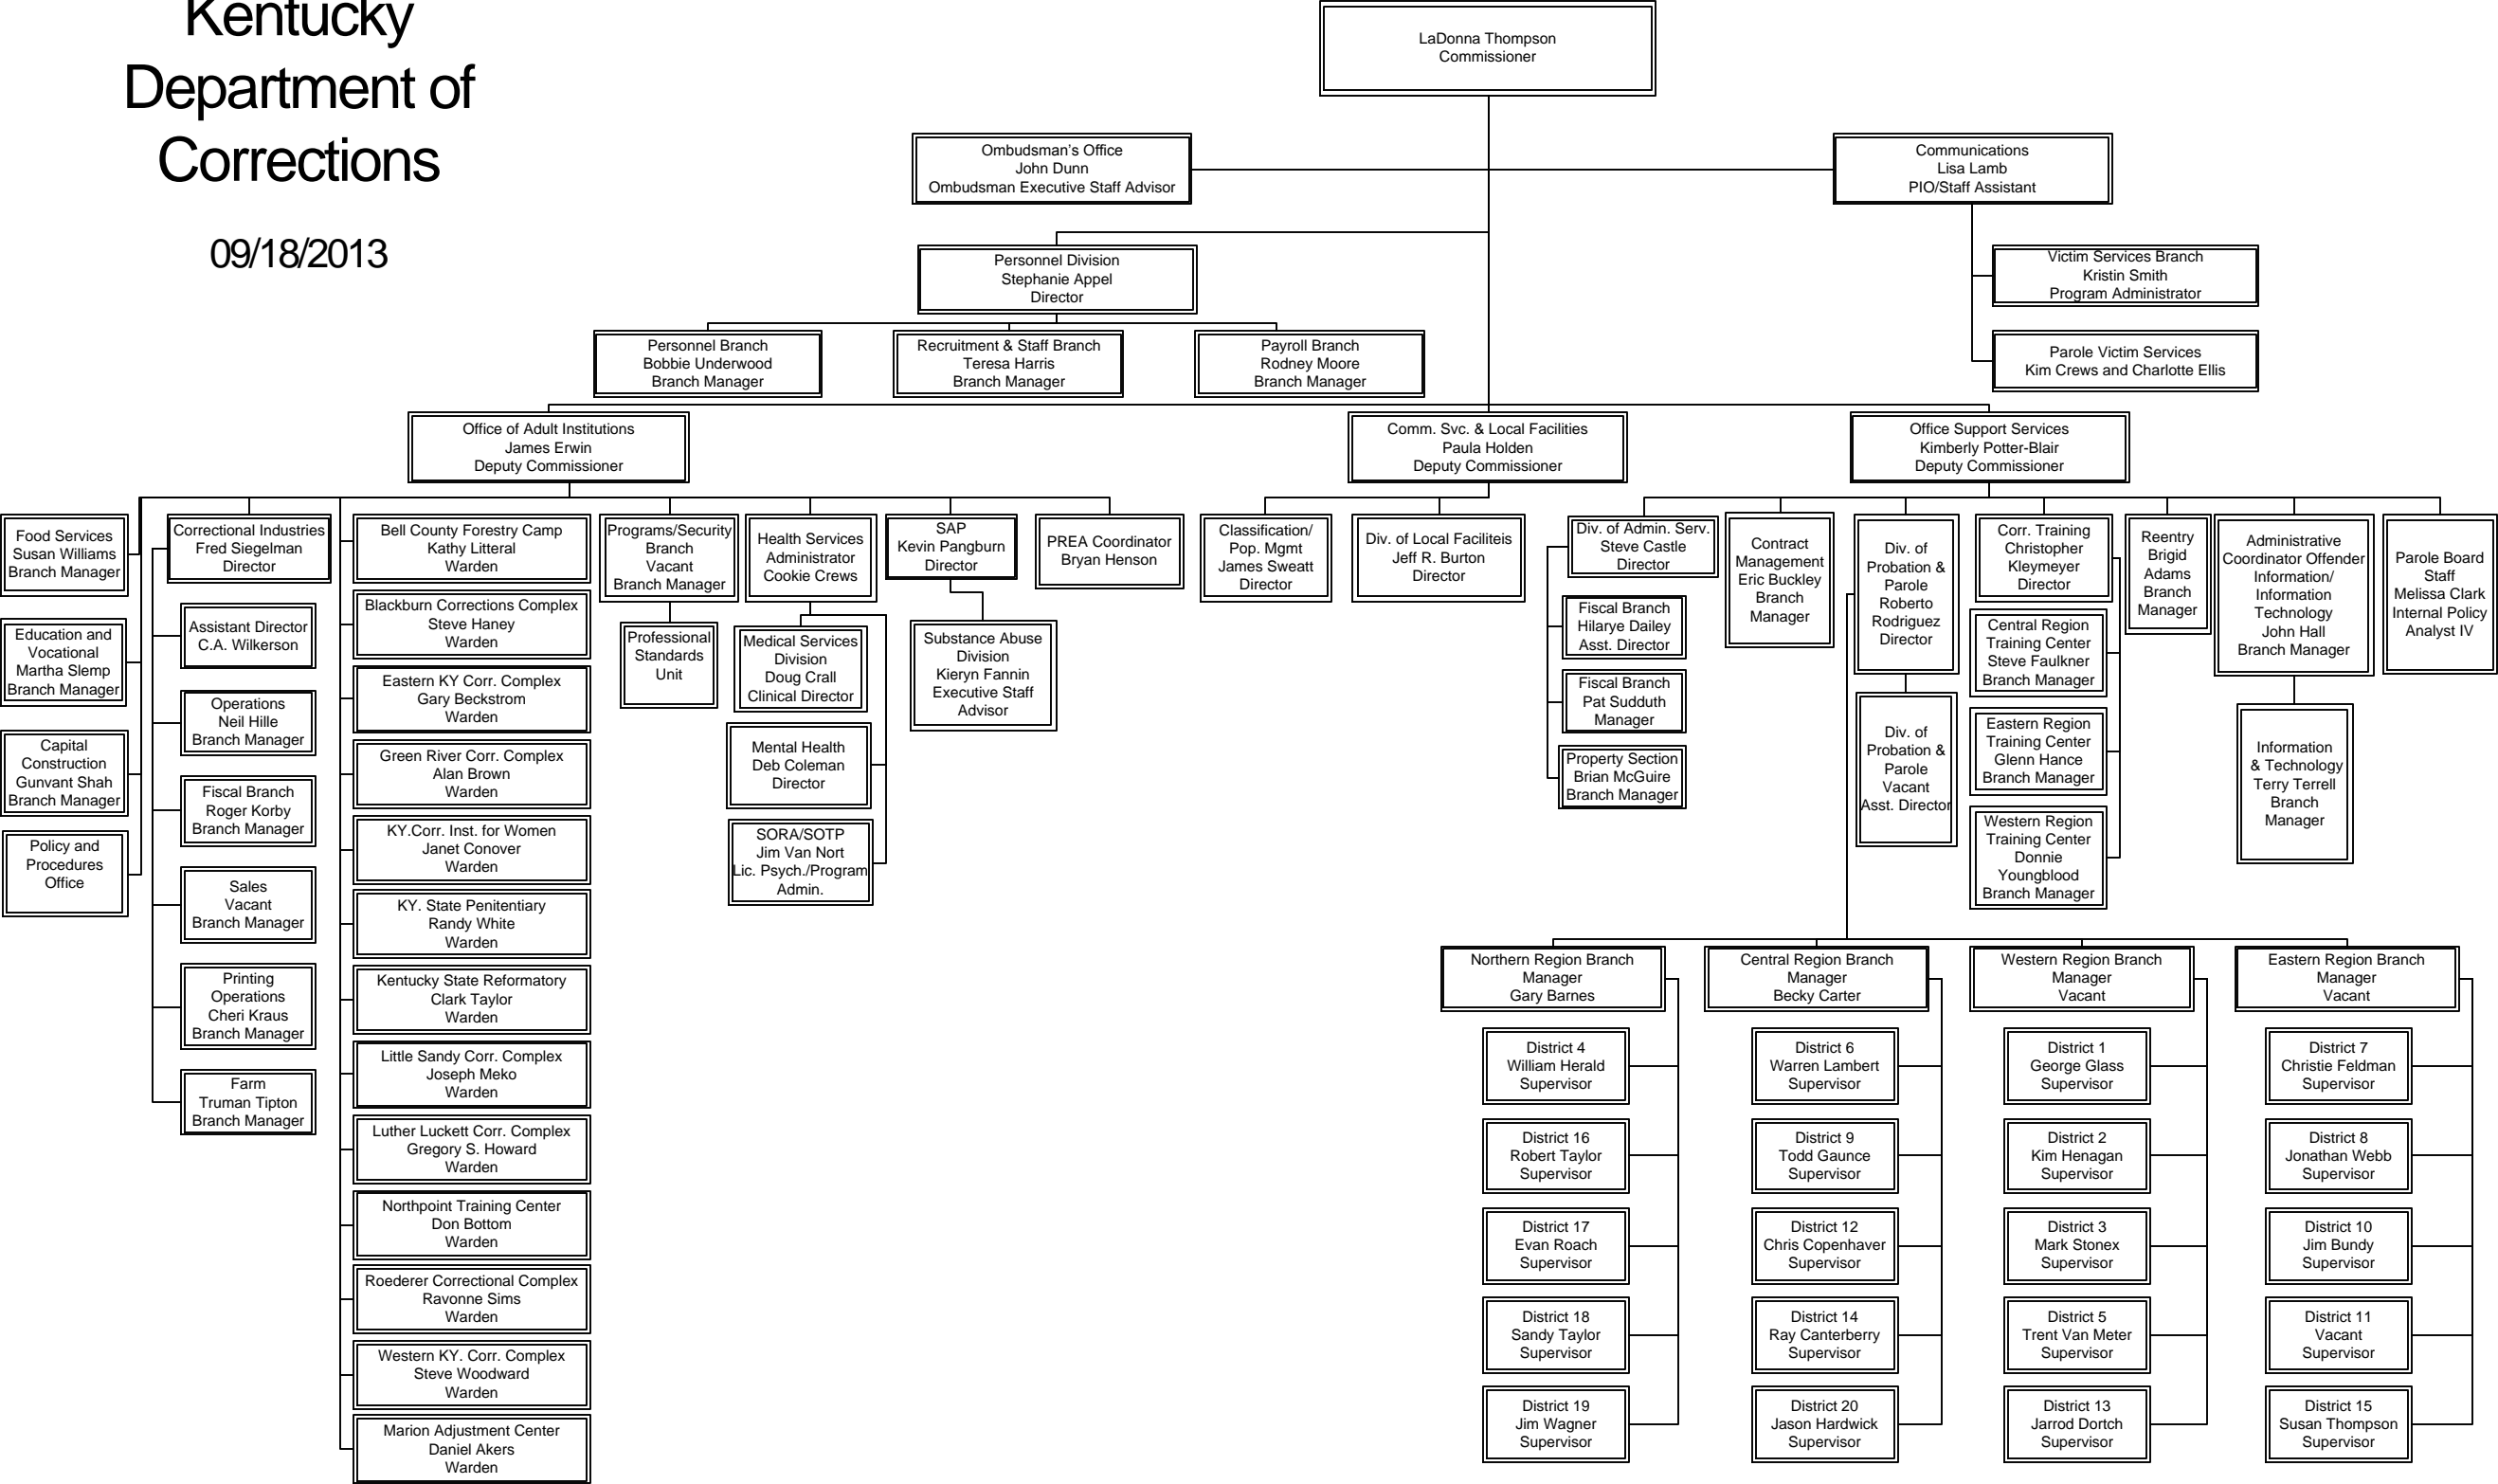 Kentucky
Department of
Corrections
09/18/2013
LaDonna Thompson
Commissioner
Ombudsman's Office
John Dunn
Ombudsman Executive Staff Advisor
Communications
Lisa Lamb
PIO/Staff Assistant
Personnel Division
Stephanie Appel
Director
Victim Services Branch
Kristin Smith
Program Administrator
Personnel Branch
Bobbie Underwood
Branch Manager
Recruitment & Staff Branch
Teresa Harris
Branch Manager
Payroll Branch
Rodney Moore
Branch Manager
Parole Victim Services
Kim Crews and Charlotte Ellis
Office of Adult Institutions
James Erwin
Deputy Commissioner
Comm. Svc. & Local Facilities
Paula Holden
Deputy Commissioner
Office Support Services
Kimberly Potter-Blair
Deputy Commissioner
Food Services
Susan Williams
Branch Manager
Education and
Vocational
Martha Slemp
Branch Manager
Capital
Construction
Gunvant Shah
Branch Manager
Policy and
Procedures
Office
Correctional Industries
Fred Siegelman
Director
Assistant Director
C.A. Wilkerson
Operations
Neil Hille
Branch Manager
Fiscal Branch
Roger Korby
Branch Manager
Sales
Vacant
Branch Manager
Printing
Operations
Cheri Kraus
Branch Manager
Farm
Truman Tipton
Branch Manager
Bell County Forestry Camp
Kathy Litteral
Warden
Blackburn Corrections Complex
Steve Haney
Warden
Eastern KY Corr. Complex
Gary Beckstrom
Warden
Green River Corr. Complex
Alan Brown
Warden
KY.Corr. Inst. for Women
Janet Conover
Warden
KY. State Penitentiary
Randy White
Warden
Kentucky State Reformatory
Clark Taylor
Warden
Little Sandy Corr. Complex
Joseph Meko
Warden
Luther Luckett Corr. Complex
Gregory S. Howard
Warden
Northpoint Training Center
Don Bottom
Warden
Roederer Correctional Complex
Ravonne Sims
Warden
Western KY. Corr. Complex
Steve Woodward
Warden
Marion Adjustment Center
Daniel Akers
Warden
Programs/Security
Branch
Vacant
Branch Manager
Professional
Standards
Unit
Health Services
Administrator
Cookie Crews
Medical Services
Division
Doug Crall
Clinical Director
Mental Health
Deb Coleman
Director
SORA/SOTP
Jim Van Nort
Lic. Psych./Program
Admin.
SAP
Kevin Pangburn
Director
Substance Abuse
Division
Kieryn Fannin
Executive Staff
Advisor
PREA Coordinator
Bryan Henson
Classification/
Pop. Mgmt
James Sweatt
Director
Div. of Local Faciliteis
Jeff R. Burton
Director
Div. of Admin. Serv.
Steve Castle
Director
Fiscal Branch
Hilarye Dailey
Asst. Director
Fiscal Branch
Pat Sudduth
Manager
Property Section
Brian McGuire
Branch Manager
Contract
Management
Eric Buckley
Branch
Manager
Div. of
Probation &
Parole
Roberto
Rodriguez
Director
Div. of
Probation &
Parole
Vacant
Asst. Director
Corr. Training
Christopher
Kleymeyer
Director
Central Region
Training Center
Steve Faulkner
Branch Manager
Eastern Region
Training Center
Glenn Hance
Branch Manager
Western Region
Training Center
Donnie
Youngblood
Branch Manager
Reentry
Brigid
Adams
Branch
Manager
Administrative
Coordinator Offender
Information/
Information
Technology
John Hall
Branch Manager
Information
& Technology
Terry Terrell
Branch
Manager
Parole Board
Staff
Melissa Clark
Internal Policy
Analyst IV
Northern Region Branch
Manager
Gary Barnes
District 4
William Herald
Supervisor
District 16
Robert Taylor
Supervisor
District 17
Evan Roach
Supervisor
District 18
Sandy Taylor
Supervisor
District 19
Jim Wagner
Supervisor
Central Region Branch
Manager
Becky Carter
District 6
Warren Lambert
Supervisor
District 9
Todd Gaunce
Supervisor
District 12
Chris Copenhaver
Supervisor
District 14
Ray Canterberry
Supervisor
District 20
Jason Hardwick
Supervisor
Western Region Branch
Manager
Vacant
District 1
George Glass
Supervisor
District 2
Kim Henagan
Supervisor
District 3
Mark Stonex
Supervisor
District 5
Trent Van Meter
Supervisor
District 13
Jarrod Dortch
Supervisor
Eastern Region Branch
Manager
Vacant
District 7
Christie Feldman
Supervisor
District 8
Jonathan Webb
Supervisor
District 10
Jim Bundy
Supervisor
District 11
Vacant
Supervisor
District 15
Susan Thompson
Supervisor